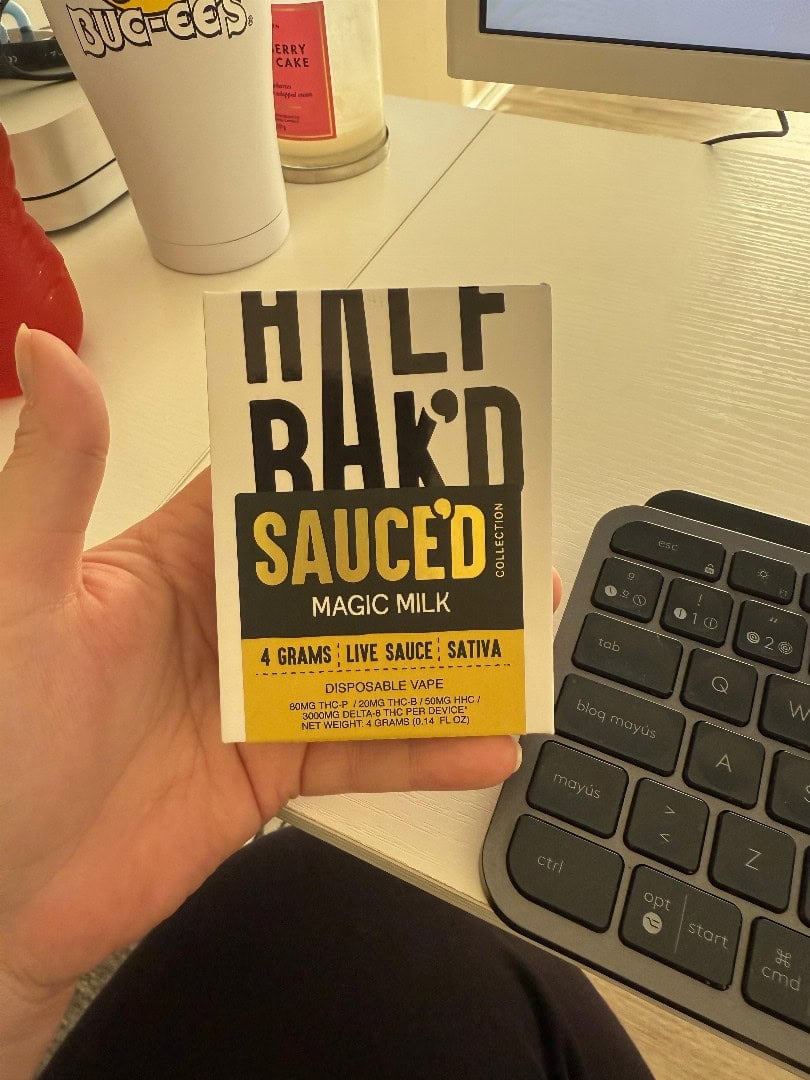 BUC-EE'S
ERRY
CAKE
HALF
BAK'D
SAUCE'D
COLLECTION
MAGIC MILK
4 GRAMS ¦ LIVE SAUCE ¦ SATIVA
DISPOSABLE VAPE
80MG THC-P / 20MG THC-B / 50MG HHC /
3000MG DELTA-8 THC PER DEVICE*
NET WEIGHT: 4 GRAMS (0.14 FL OZ)
esc
! 1
" 2
tab
Q
W
bloq mayús
A
S
mayús
> <
Z
ctrl
opt
start
⌘
cmd